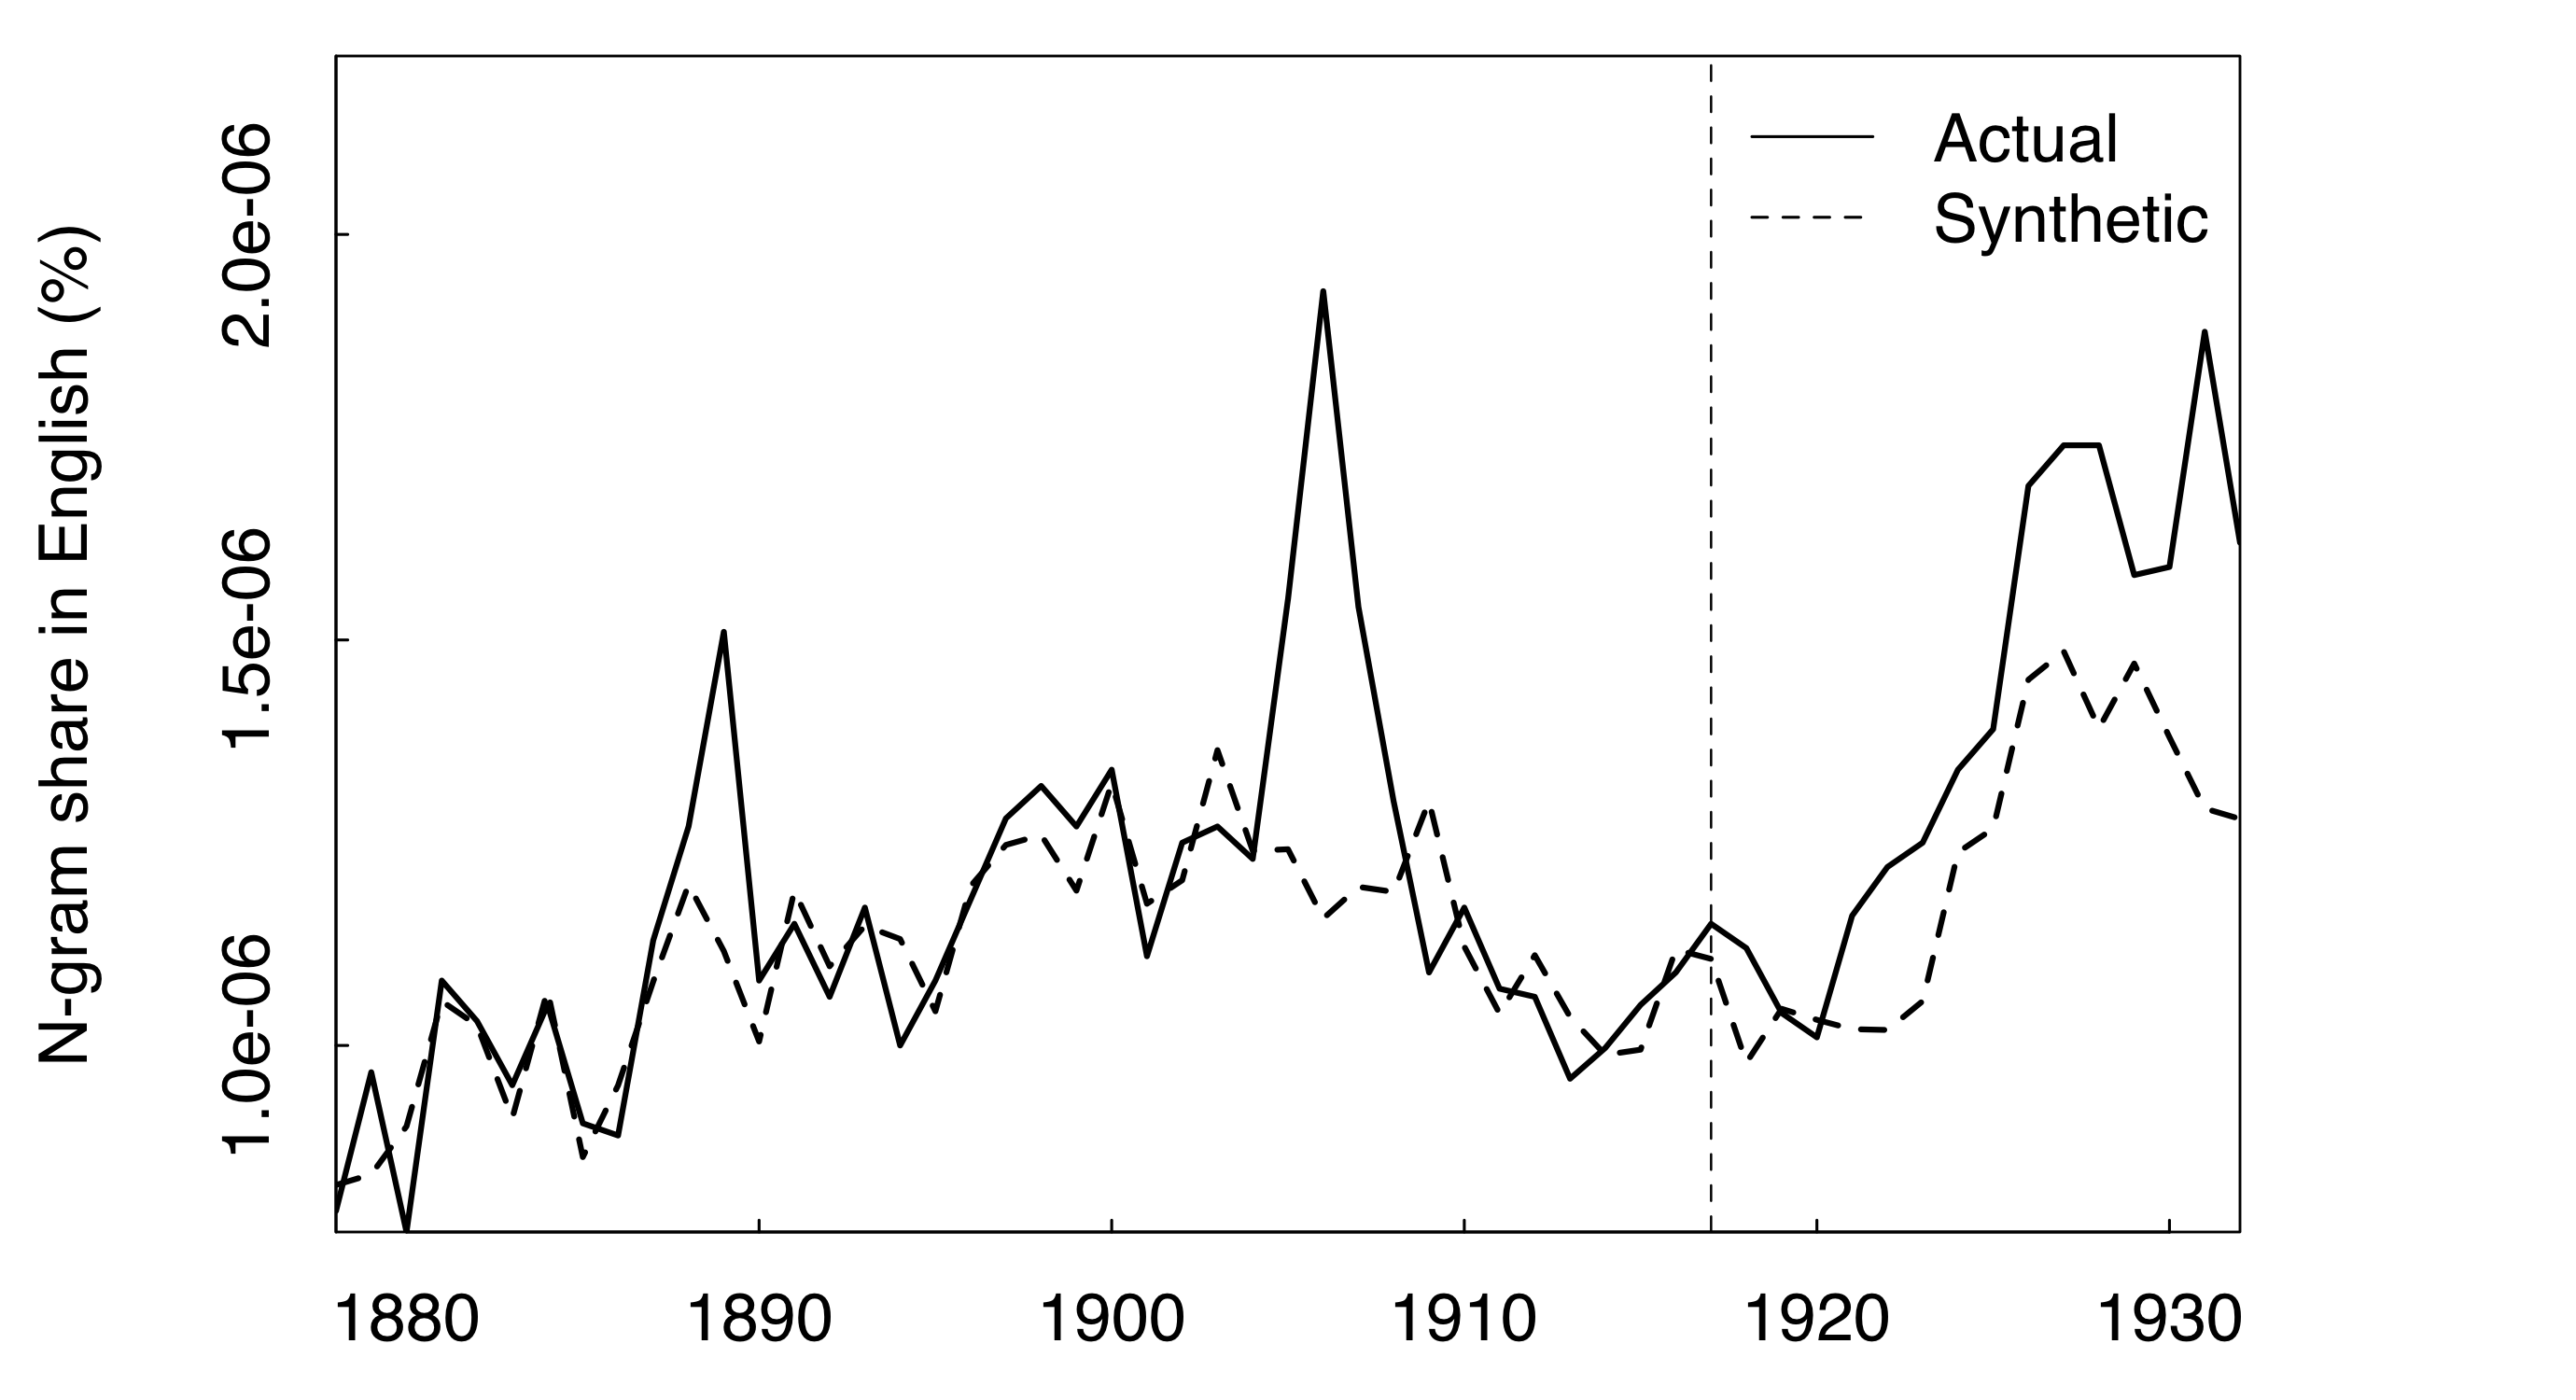 N-gram share in English (%)
2.0e-06
1.5e-06
1.0e-06
Actual
Synthetic
1880 1890 1900 1910 1920 1930